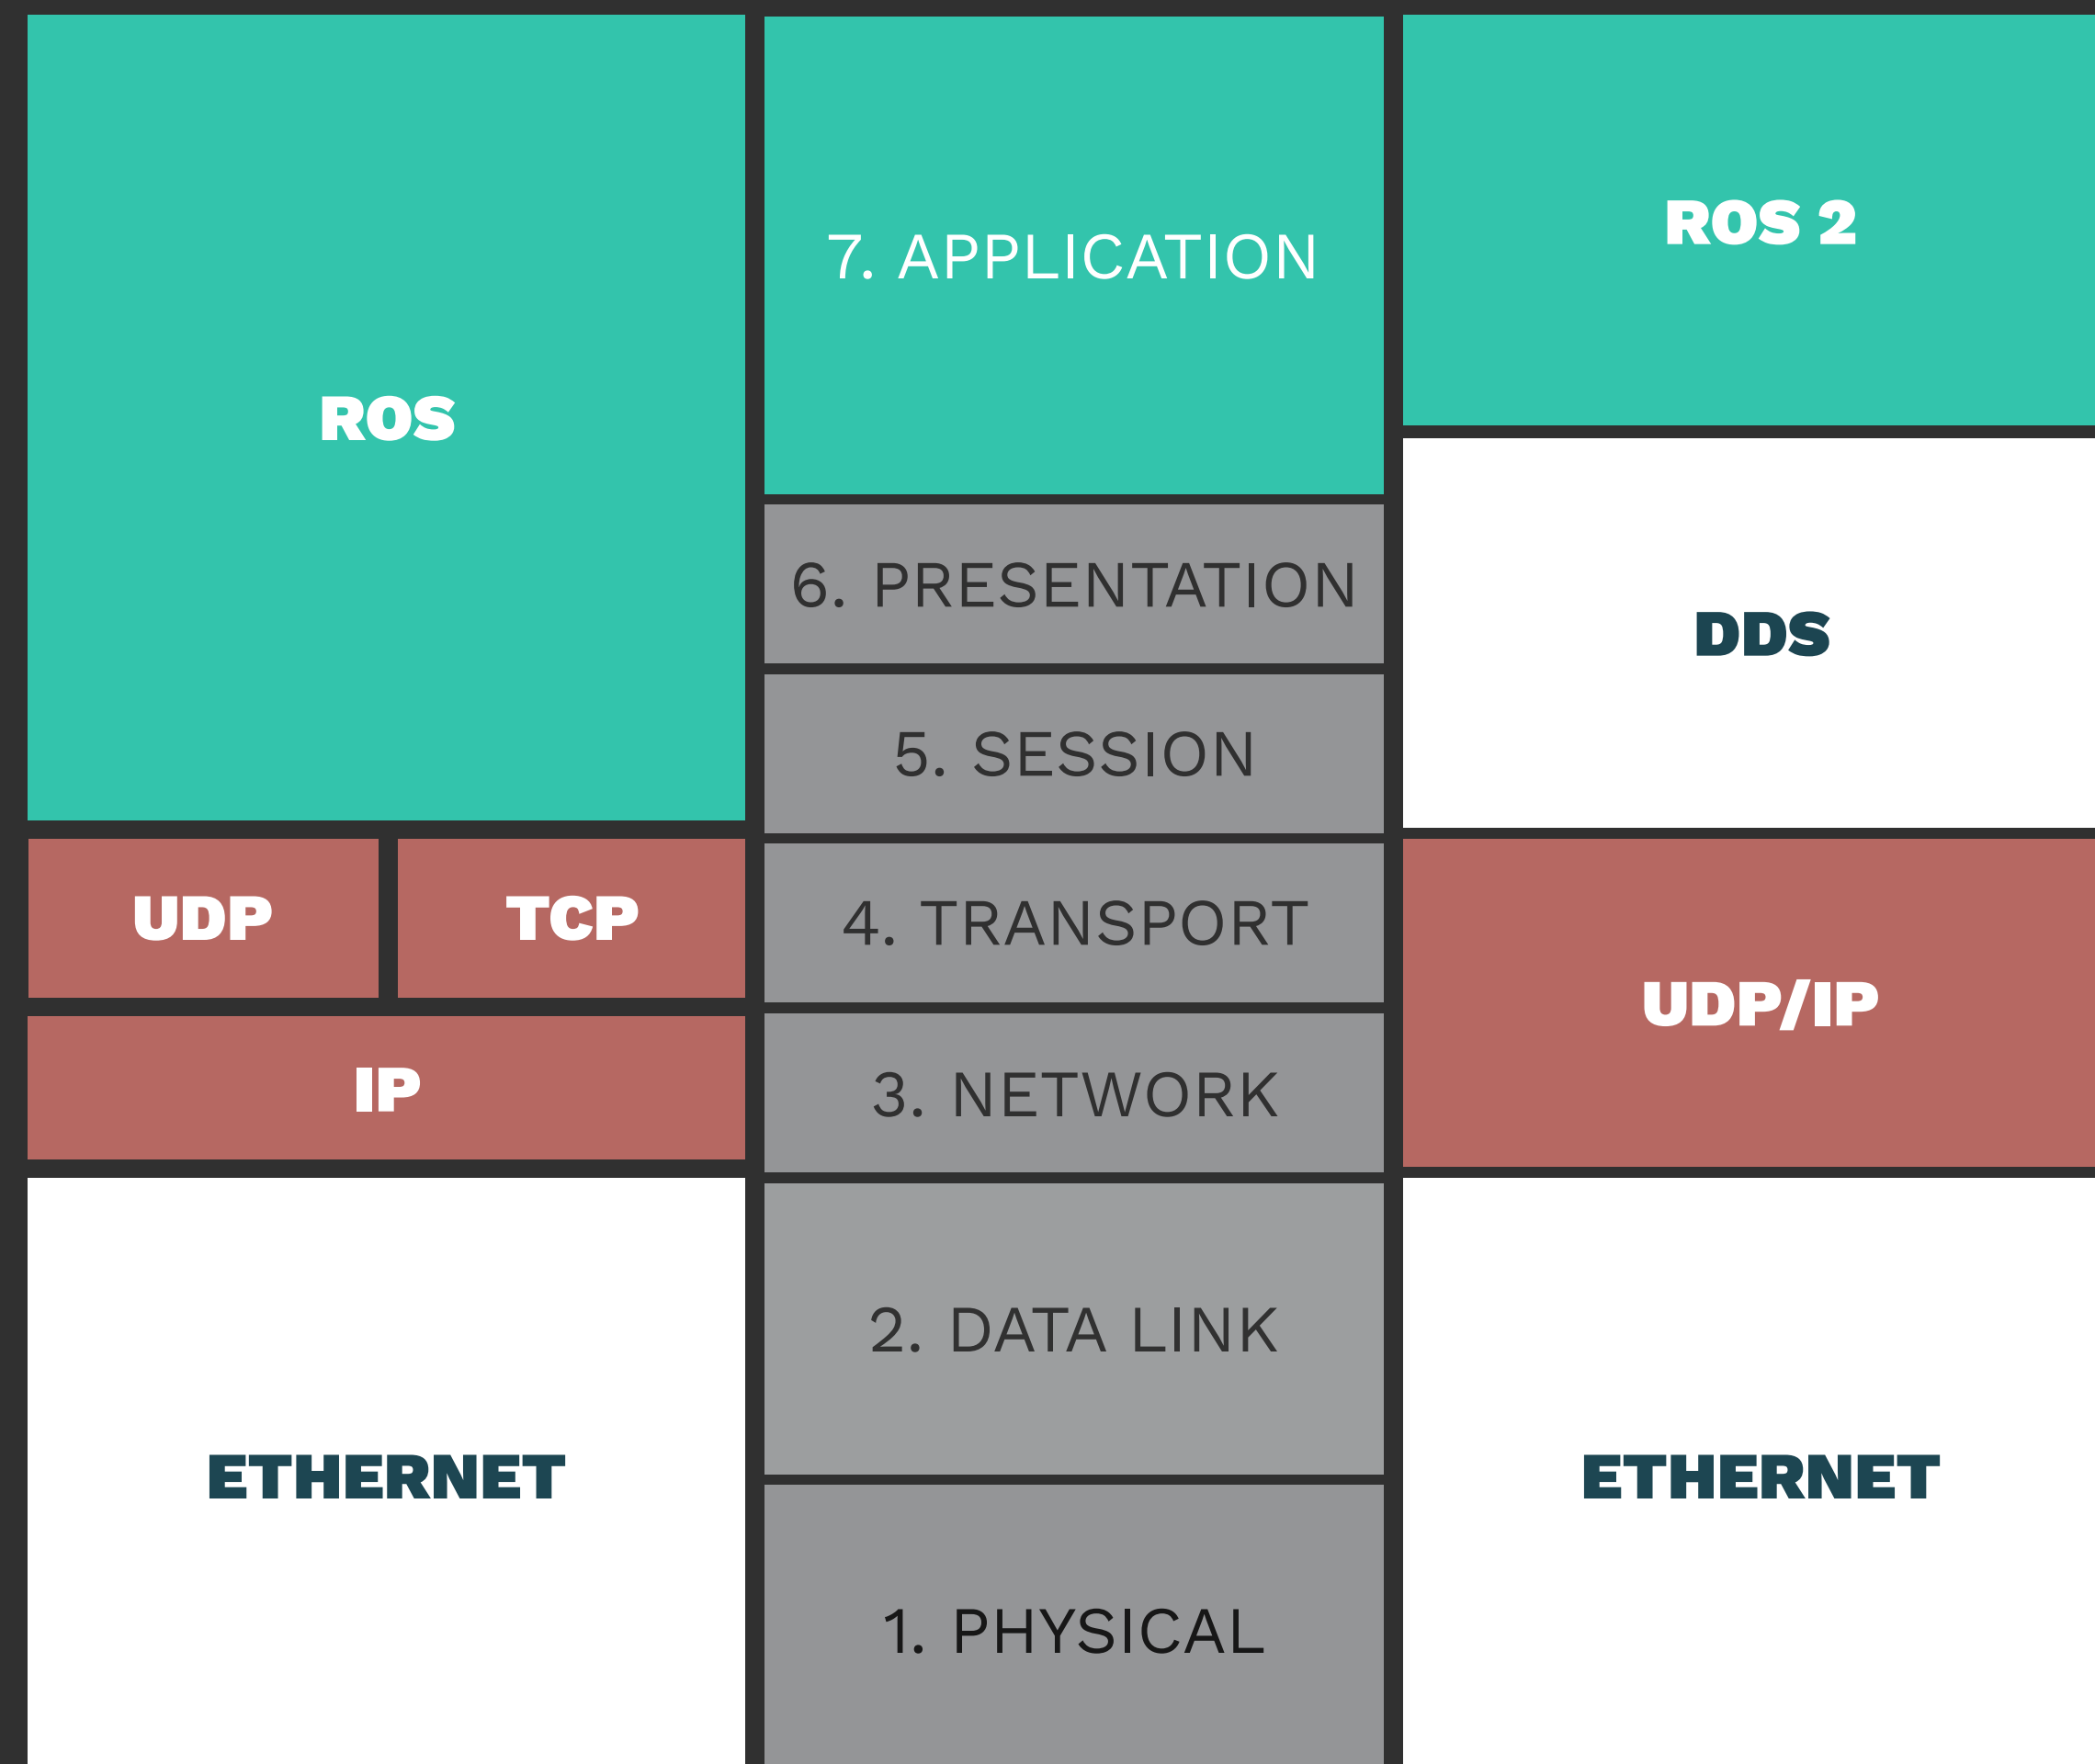 ROS
UDP
TCP
IP
ETHERNET
7. APPLICATION
6. PRESENTATION
5. SESSION
4. TRANSPORT
3. NETWORK
2. DATA LINK
1. PHYSICAL
ROS 2
DDS
UDP/IP
ETHERNET